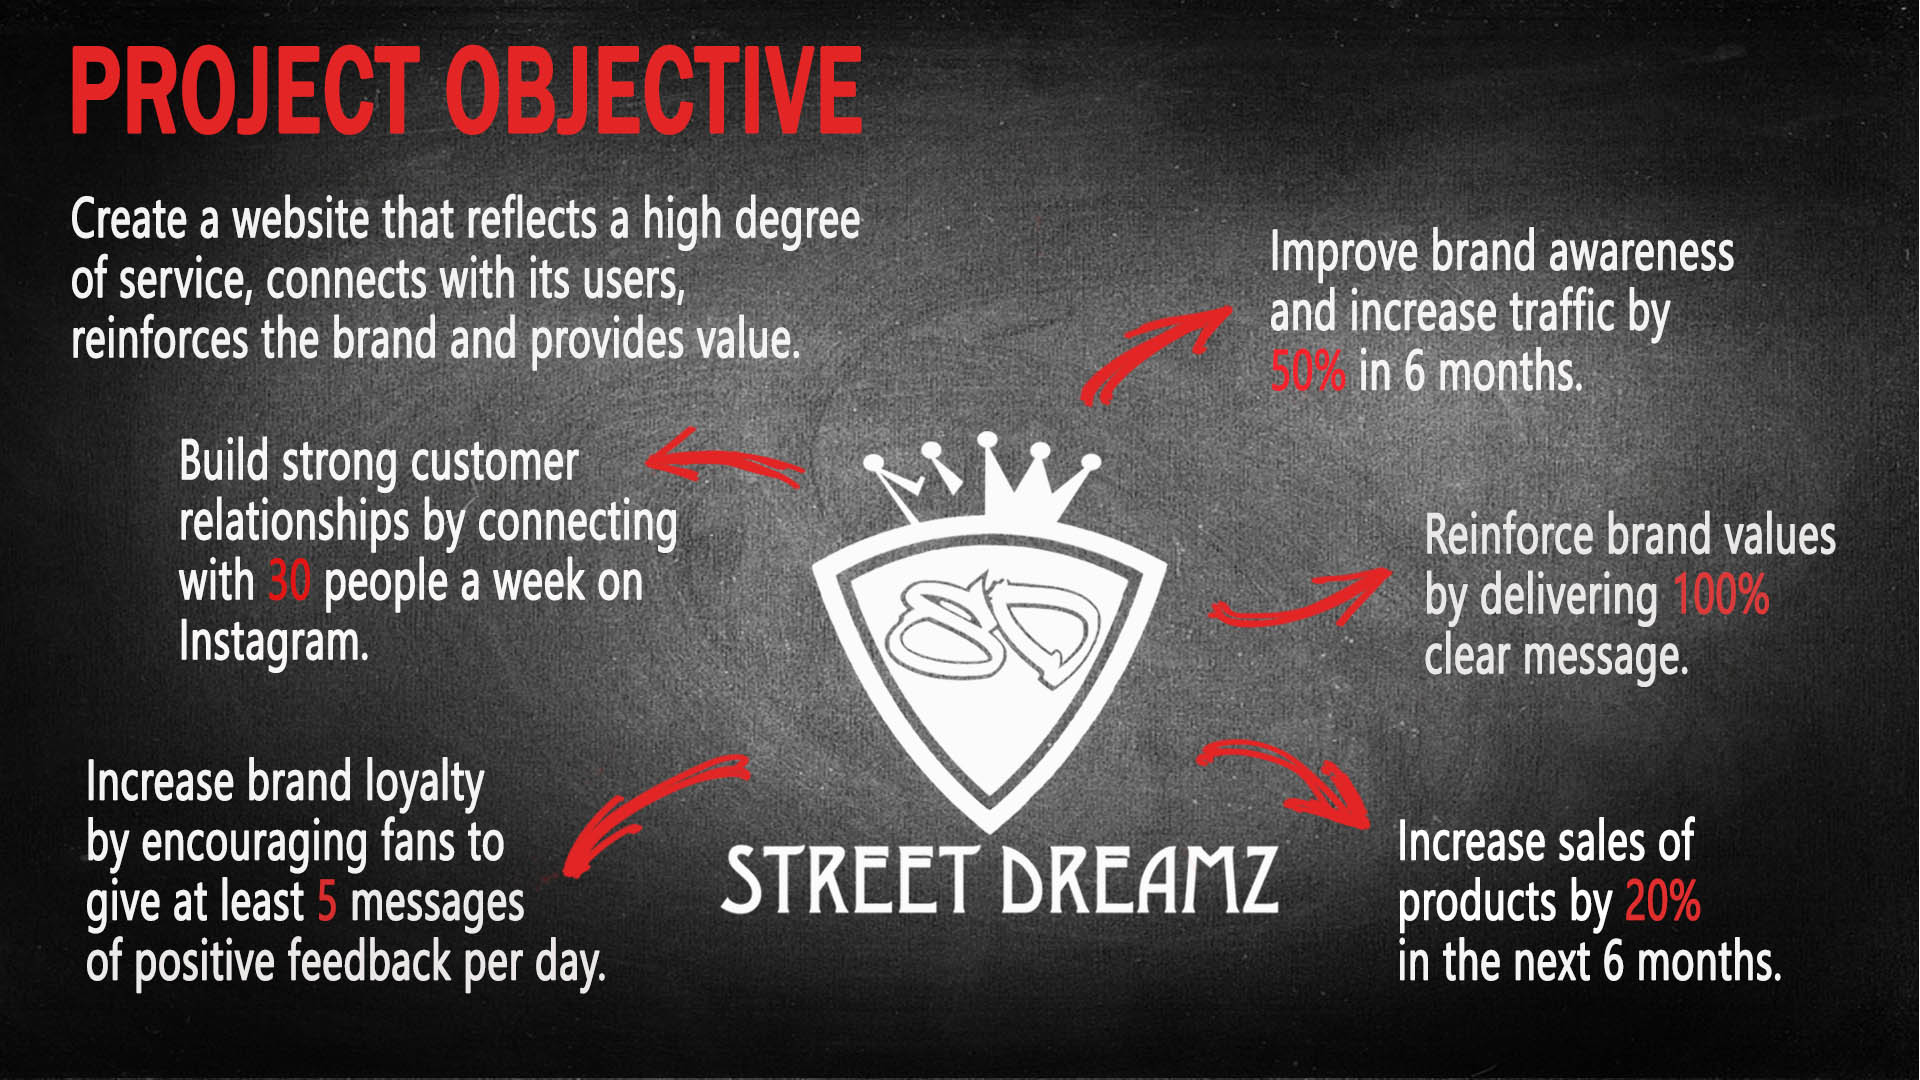 PROJECT OBJECTIVE
Create a website that reflects a high degree
of service, connects with its users,
reinforces the brand and provides value.
Improve brand awareness
and increase traffic by
50% in 6 months.
Build strong customer
relationships by connecting
with 30 people a week on
Instagram.
Reinforce brand values
by delivering 100%
clear message.
Increase brand loyalty
by encouraging fans to
give at least 5 messages
of positive feedback per day.
Increase sales of
products by 20%
in the next 6 months.
SD
STREET DREAMZ